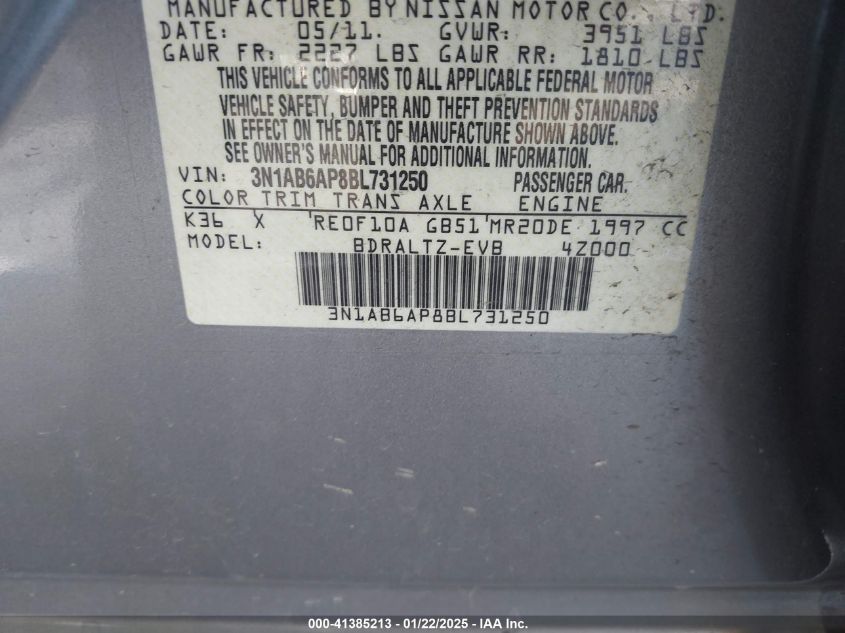 MANUFACTURED BY NISSAN MOTOR CO., LTD.
DATE: 05/11. GVWR: 3951 LBS
GAWR FR: 2227 LBS GAWR RR: 1810 LBS
THIS VEHICLE CONFORMS TO ALL APPLICABLE FEDERAL MOTOR
VEHICLE SAFETY, BUMPER AND THEFT PREVENTION STANDARDS
IN EFFECT ON THE DATE OF MANUFACTURE SHOWN ABOVE.
SEE OWNER'S MANUAL FOR ADDITIONAL INFORMATION.
VIN: 3N1AB6AP8BL731250 PASSENGER CAR.
COLOR TRIM TRANS AXLE ENGINE
K36 X RE0F10A GB51 MR20DE 1997 CC
MODEL: BDRALTZ-EVB 4Z000
3N1AB6AP8BL731250
000-41385213 - 01/22/2025 - IAA Inc.